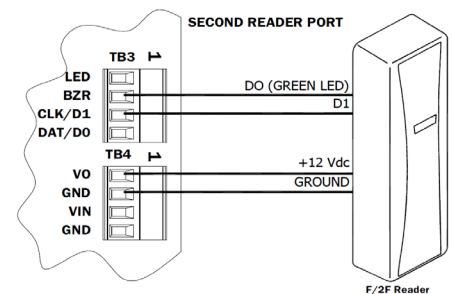 SECOND READER PORT
TB3 1
LED
BZR
CLK/D1
DAT/D0
DO (GREEN LED)
D1
TB4 1
VO
GND
VIN
GND
+12 Vdc
GROUND
F/2F Reader